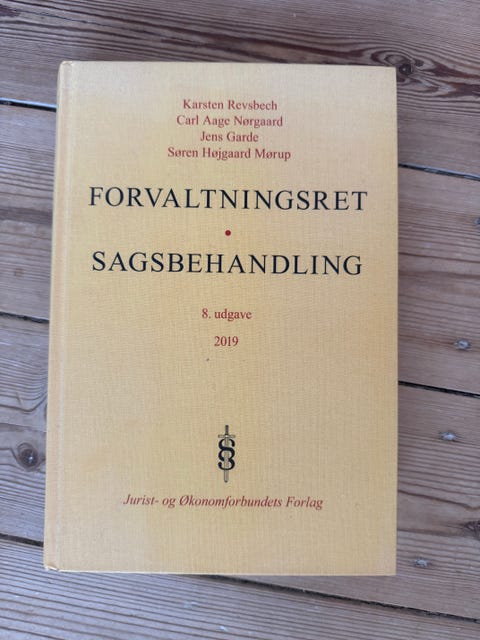 Karsten Revsbech
Carl Aage Nørgaard
Jens Garde
Søren Højgaard Mørup
FORVALTNINGSRET
•
SAGSBEHANDLING
8. udgave
2019
Jurist- og Økonomforbundets Forlag